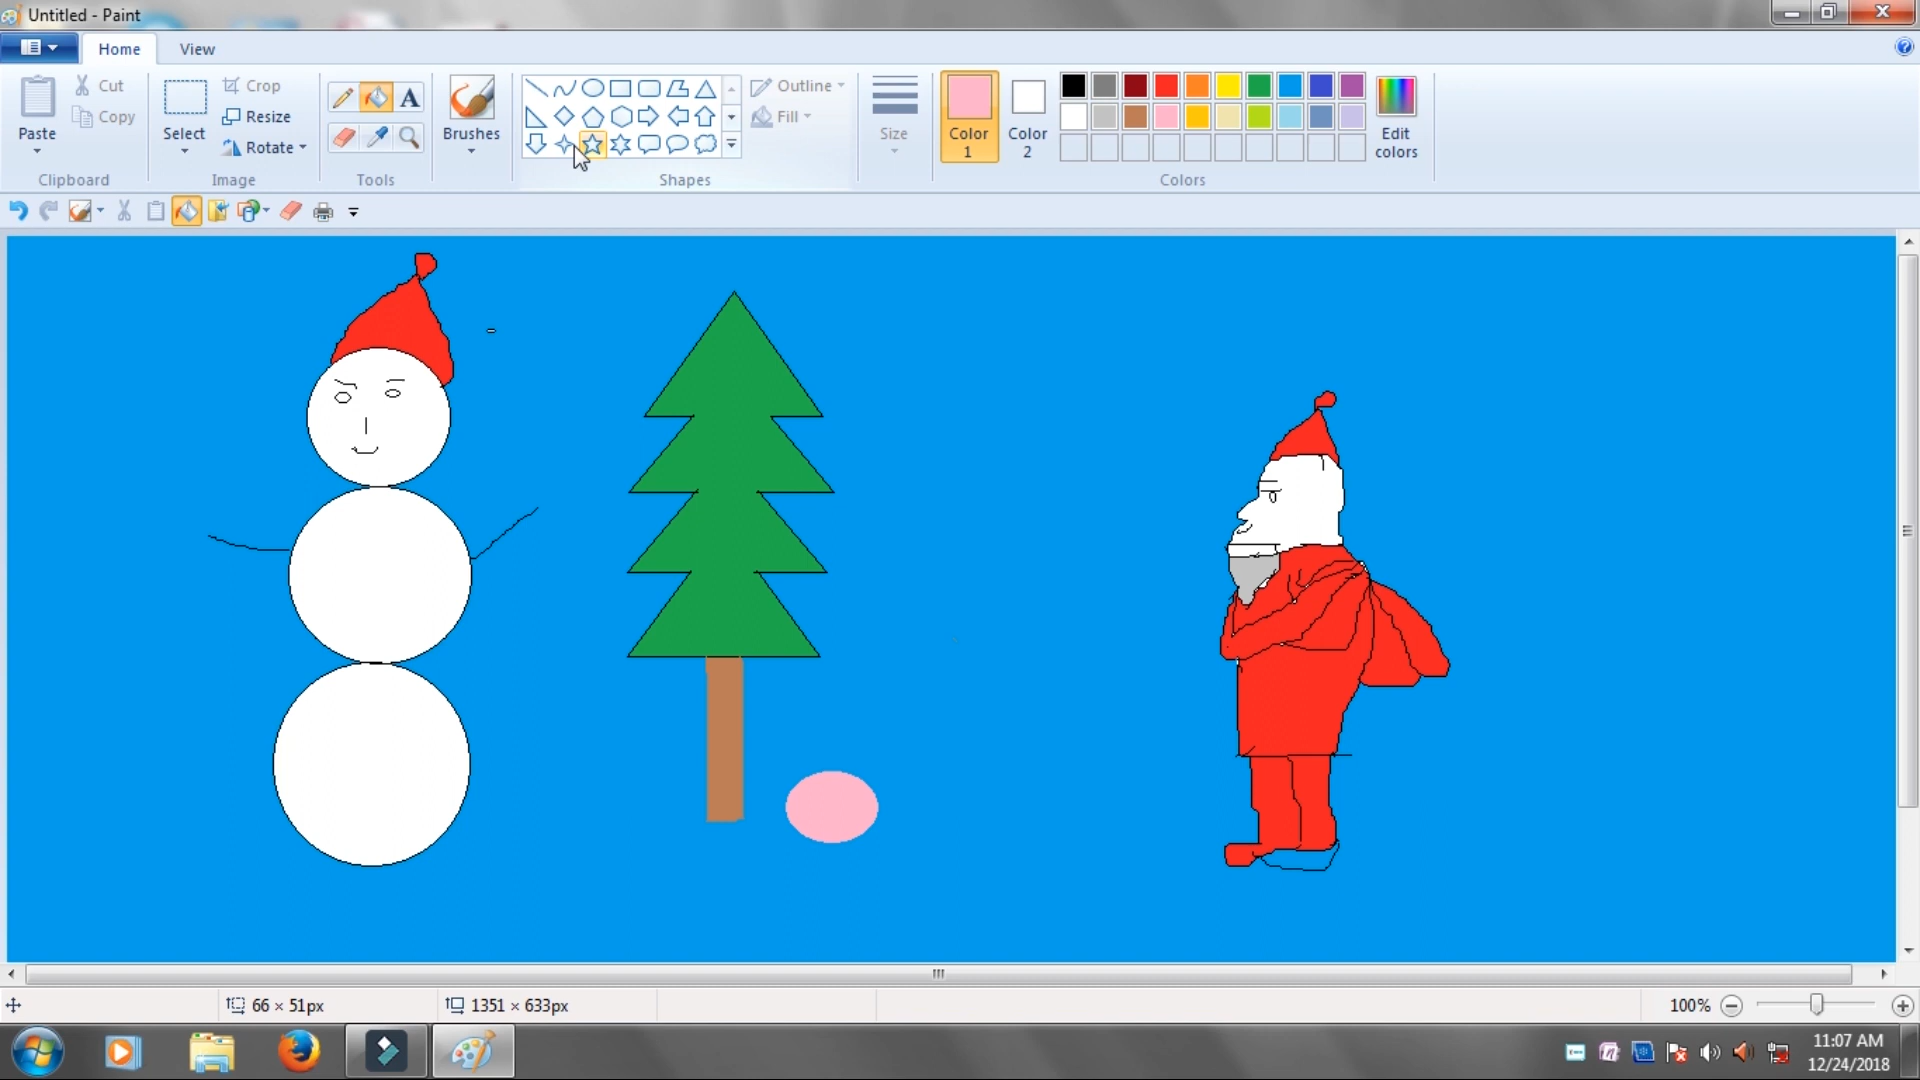 Untitled - Paint
Home View
Paste
Cut
Copy
Clipboard
Select
Crop
Resize
Rotate
Image
A
Tools
Brushes
Shapes
Outline
Fill
Size
Color 1
Color 2
Edit colors
Colors
66 × 51px
1351 × 633px
100%
11:07 AM
12/24/2018